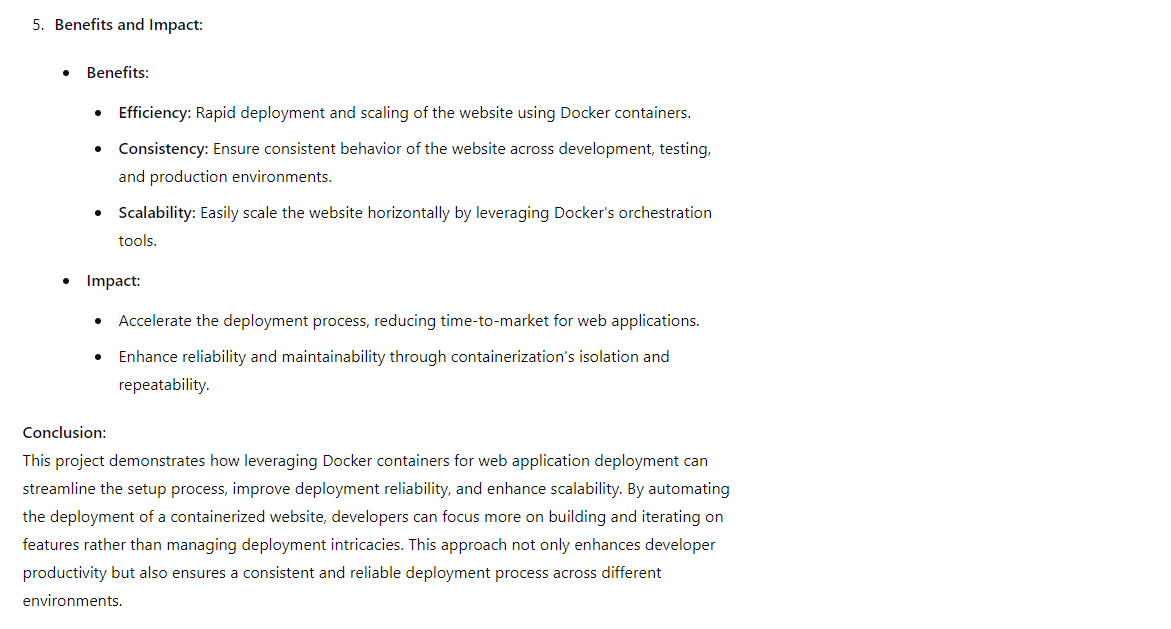 5. Benefits and Impact:
• Benefits:
• Efficiency: Rapid deployment and scaling of the website using Docker containers.
• Consistency: Ensure consistent behavior of the website across development, testing,
and production environments.
• Scalability: Easily scale the website horizontally by leveraging Docker's orchestration
tools.
• Impact:
• Accelerate the deployment process, reducing time-to-market for web applications.
• Enhance reliability and maintainability through containerization's isolation and
repeatability.
Conclusion:
This project demonstrates how leveraging Docker containers for web application deployment can
streamline the setup process, improve deployment reliability, and enhance scalability. By automating
the deployment of a containerized website, developers can focus more on building and iterating on
features rather than managing deployment intricacies. This approach not only enhances developer
productivity but also ensures a consistent and reliable deployment process across different
environments.